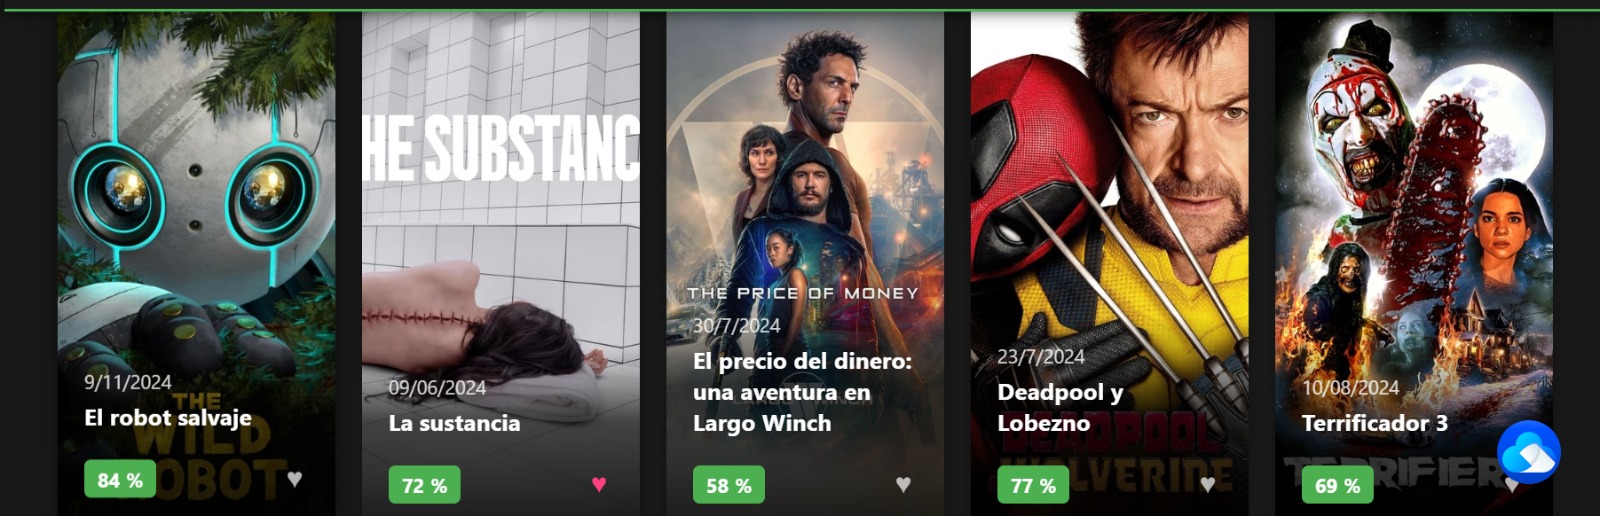 THE
WILD
ROBOT
9/11/2024
El robot salvaje
84 %
♥
HE SUBSTANC
09/06/2024
La sustancia
72 %
♥
THE PRICE OF MONEY
30/7/2024
El precio del dinero:
una aventura en
Largo Winch
58 %
♥
23/7/2024
Deadpool y
Lobezno
DEADPOOL
WOLVERINE
77 %
♥
10/08/2024
Terrificador 3
TERRIFIER
69 %
♥